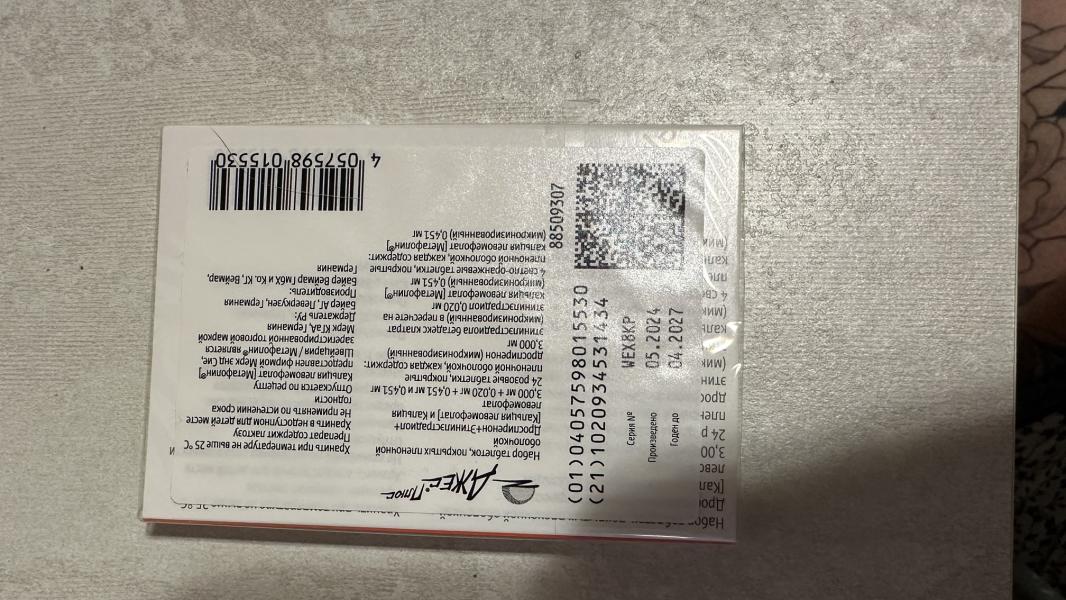 Джес® Плюс
Набор таблеток, покрытых пленочной
оболочкой
Дроспиренон+Этинилэстрадиол+
[Кальция левомефолат] и Кальция
левомефолат
3,000 мг + 0,020 мг + 0,451 мг и 0,451 мг
24 розовые таблетки, покрытые
пленочной оболочкой, каждая содержит:
дроспиренон (микронизированный)
3,000 мг
этинилэстрадиола бетадекс клатрат
(микронизированный) в пересчете на
этинилэстрадиол 0,020 мг
кальция левомефолат [Метафолин®]
(микронизированный) 0,451 мг
4 светло-оранжевые таблетки, покрытые
пленочной оболочкой, каждая содержит:
кальция левомефолат [Метафолин®]
(микронизированный) 0,451 мг
Хранить при температуре не выше 25 °C
Препарат содержит лактозу
Хранить в недоступном для детей месте
Не применять по истечении срока
годности
Отпускается по рецепту
Кальция левомефолат [Метафолин®]
предоставлен фирмой Мерк энд Сие,
Швейцария / Метафолин® является
зарегистрированной торговой маркой
Мерк КГаА, Германия
Держатель РУ:
Байер АГ, Леверкузен, Германия
Производитель:
Байер Веймар ГмбХ и Ко. КГ, Веймар,
Германия
4 057598 015530
88509307
(01)04057598015530
(21)1020934531434
Серия № WEX8KP
Произведено 05.2024
Годен до 04.2027